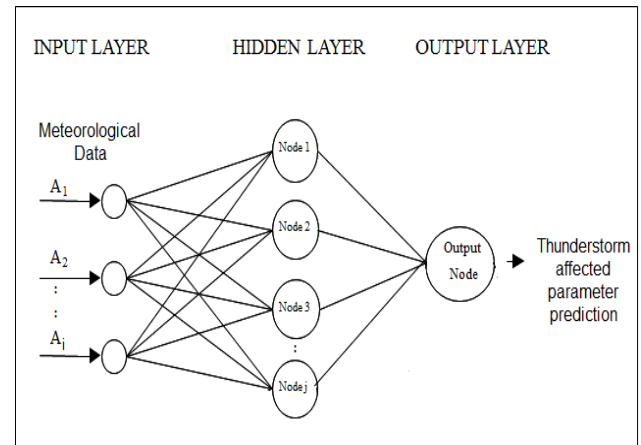 INPUT LAYER
HIDDEN LAYER
OUTPUT LAYER
Meteorological
Data
A1
A2
:
:
Ai
Node 1
Node 2
Node 3
:
Node j
Output
Node
Thunderstorm
affected
parameter
prediction